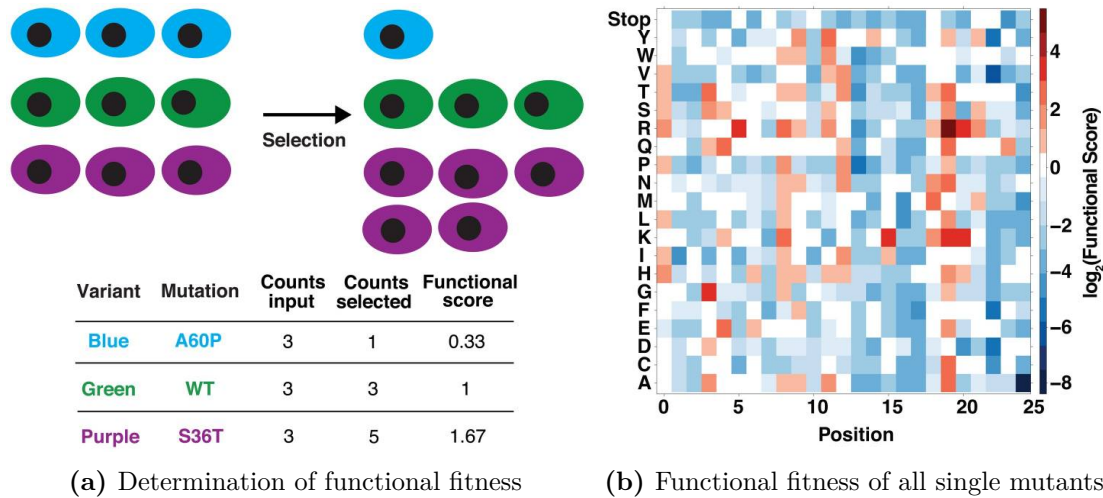 Selection
Variant Mutation Counts input Counts selected Functional score
Blue A60P 3 1 0.33
Green WT 3 3 1
Purple S36T 3 5 1.67
(a) Determination of functional fitness
Stop
Y
W
V
T
S
R
Q
P
N
M
L
K
I
H
G
F
E
D
C
A
0 5 10 15 20 25
Position
4
2
0
−2
−4
−6
−8
log₂(Functional Score)
(b) Functional fitness of all single mutants